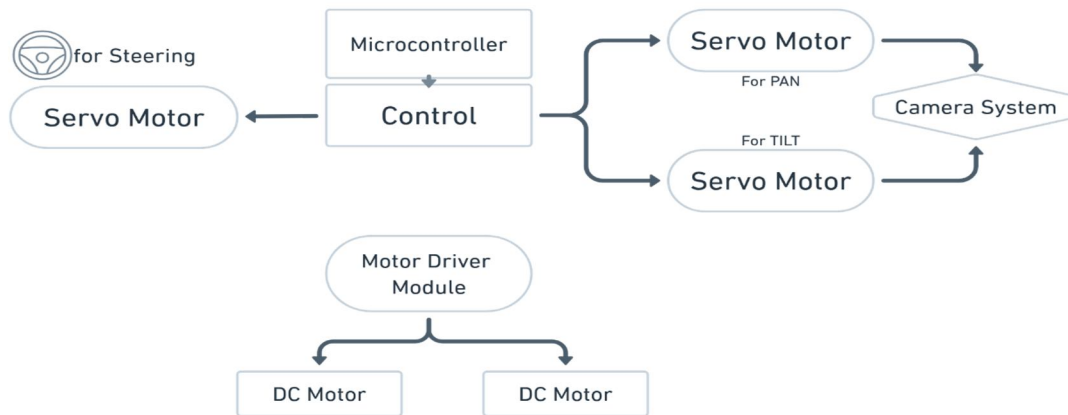 for Steering
Servo Motor
Microcontroller
Control
Servo Motor
For PAN
Camera System
For TILT
Servo Motor
Motor Driver
Module
DC Motor
DC Motor